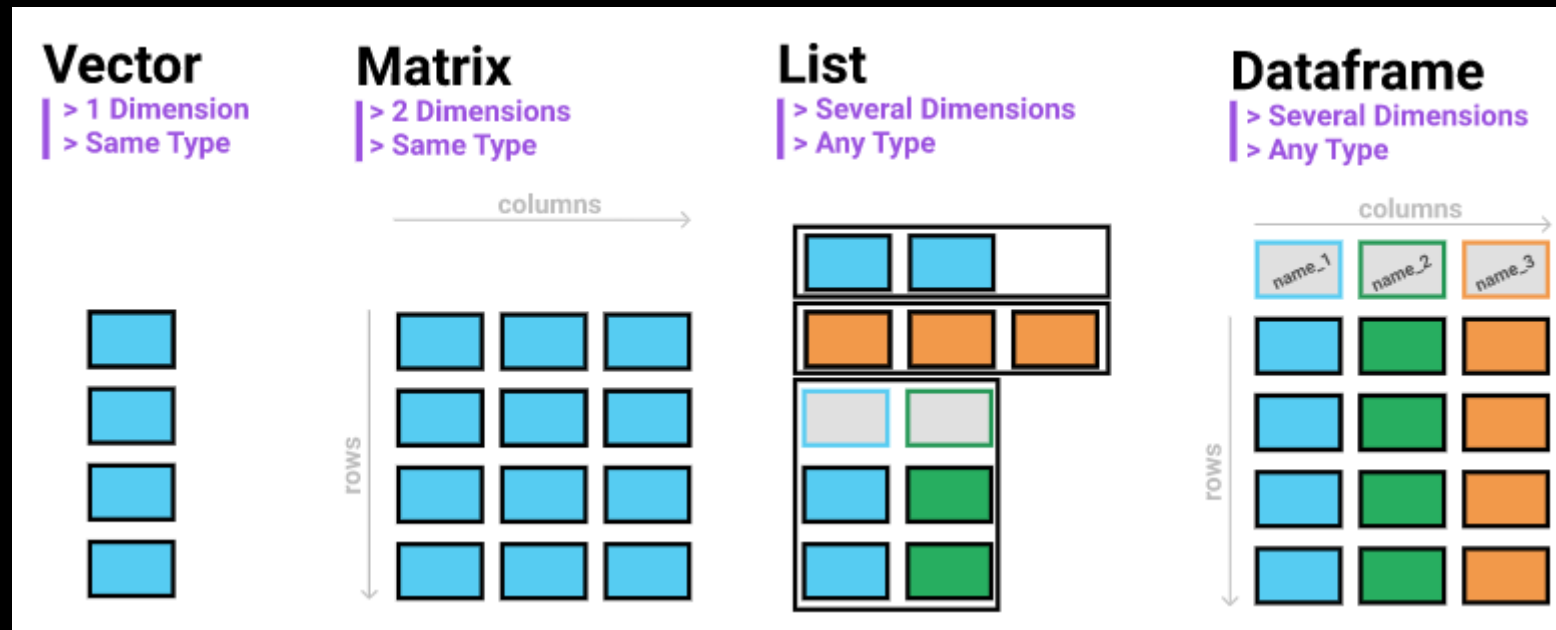 Vector
> 1 Dimension
> Same Type
Matrix
> 2 Dimensions
> Same Type
columns
rows
List
> Several Dimensions
> Any Type
Dataframe
> Several Dimensions
> Any Type
columns
name_1
name_2
name_3
rows